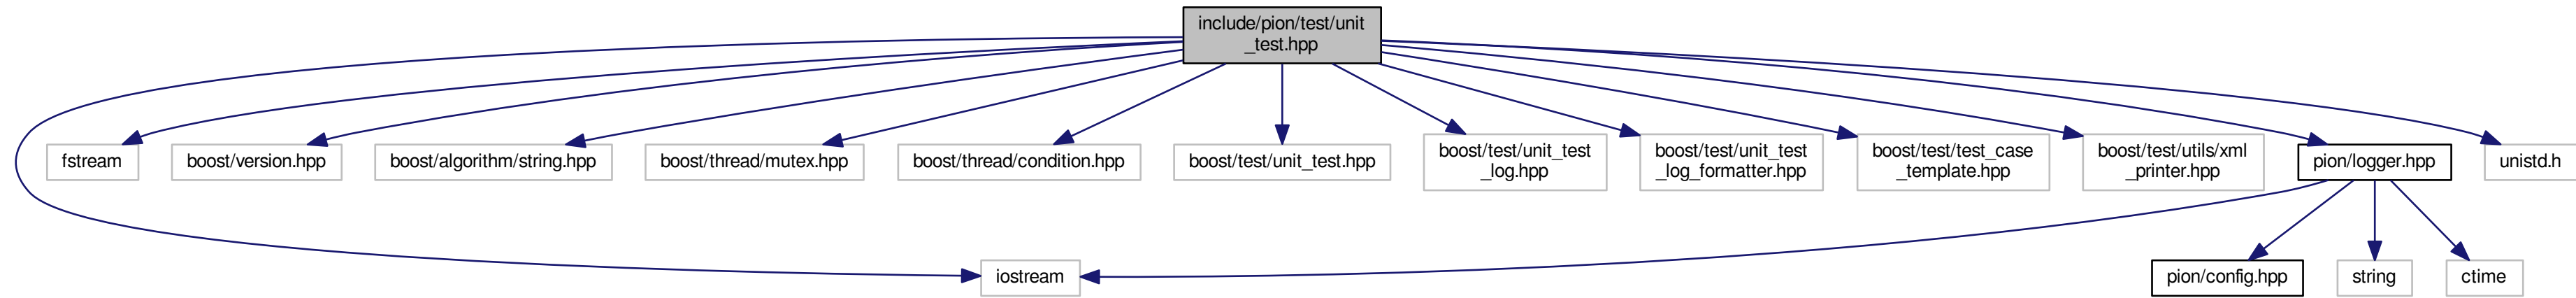 include/pion/test/unit
_test.hpp
fstream
boost/version.hpp
boost/algorithm/string.hpp
boost/thread/mutex.hpp
boost/thread/condition.hpp
boost/test/unit_test.hpp
boost/test/unit_test
_log.hpp
boost/test/unit_test
_log_formatter.hpp
boost/test/test_case
_template.hpp
boost/test/utils/xml
_printer.hpp
pion/logger.hpp
unistd.h
iostream
pion/config.hpp
string
ctime